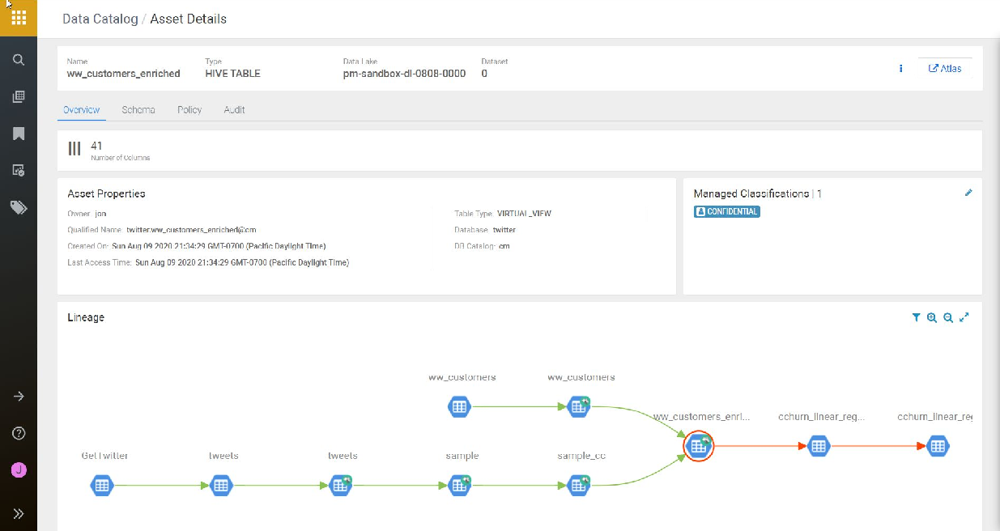 Data Catalog / Asset Details
Name Type Data Lake Dataset
ww_customers_enriched HIVE TABLE pm-sandbox-dl-0808-0000 0
Atlas
Overview Schema Policy Audit
41
Number of Columns
Asset Properties
Owner: jon
Qualified Name: twitter.ww_customers_enriched@cm
Created On: Sun Aug 09 2020 21:34:29 GMT-0700 (Pacific Daylight Time)
Last Access Time: Sun Aug 09 2020 21:34:29 GMT-0700 (Pacific Daylight Time)
Table Type: VIRTUAL_VIEW
Database: twitter
DB Catalog: cm
Managed Classifications | 1
CONFIDENTIAL
Lineage
ww_customers ww_customers
ww_customers_enri... cchurn_linear_reg... cchurn_linear_reg
GetTwitter tweets tweets sample sample_cc
J